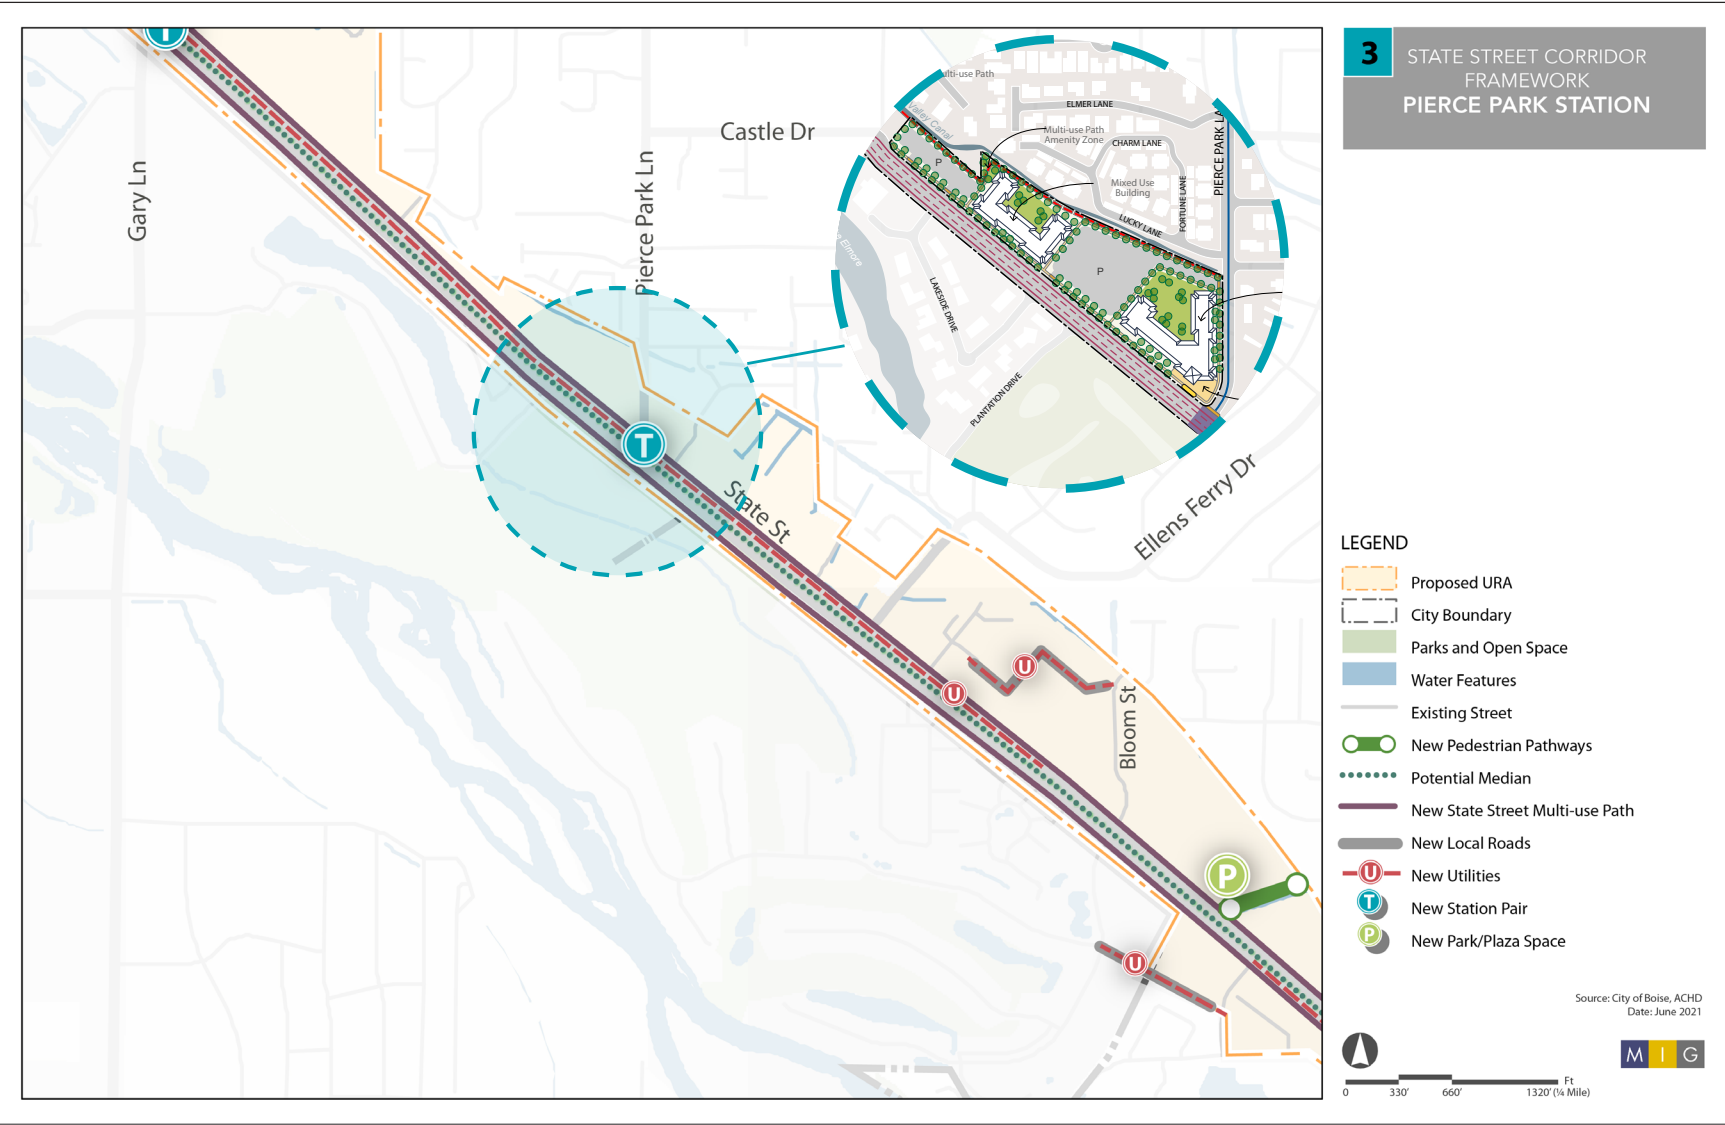 3
STATE STREET CORRIDOR
FRAMEWORK
PIERCE PARK STATION
T
Gary Ln
Castle Dr
Pierce Park Ln
T
State St
Ellens Ferry Dr
U
U
Bloom St
P
U
ulti-use Path
Valley Canal
ELMER LANE
Multi-use Path
Amenity Zone
CHARM LANE
PIERCE PARK LA
P
Mixed Use
Building
FORTUNE LANE
LUCKY LANE
Elmore
P
LAKESIDE DRIVE
PLANTATION DRIVE
LEGEND
Proposed URA
City Boundary
Parks and Open Space
Water Features
Existing Street
New Pedestrian Pathways
Potential Median
New State Street Multi-use Path
New Local Roads
U New Utilities
T New Station Pair
P New Park/Plaza Space
Source: City of Boise, ACHD
Date: June 2021
M I G
Ft
0 330' 660' 1320' (¼ Mile)